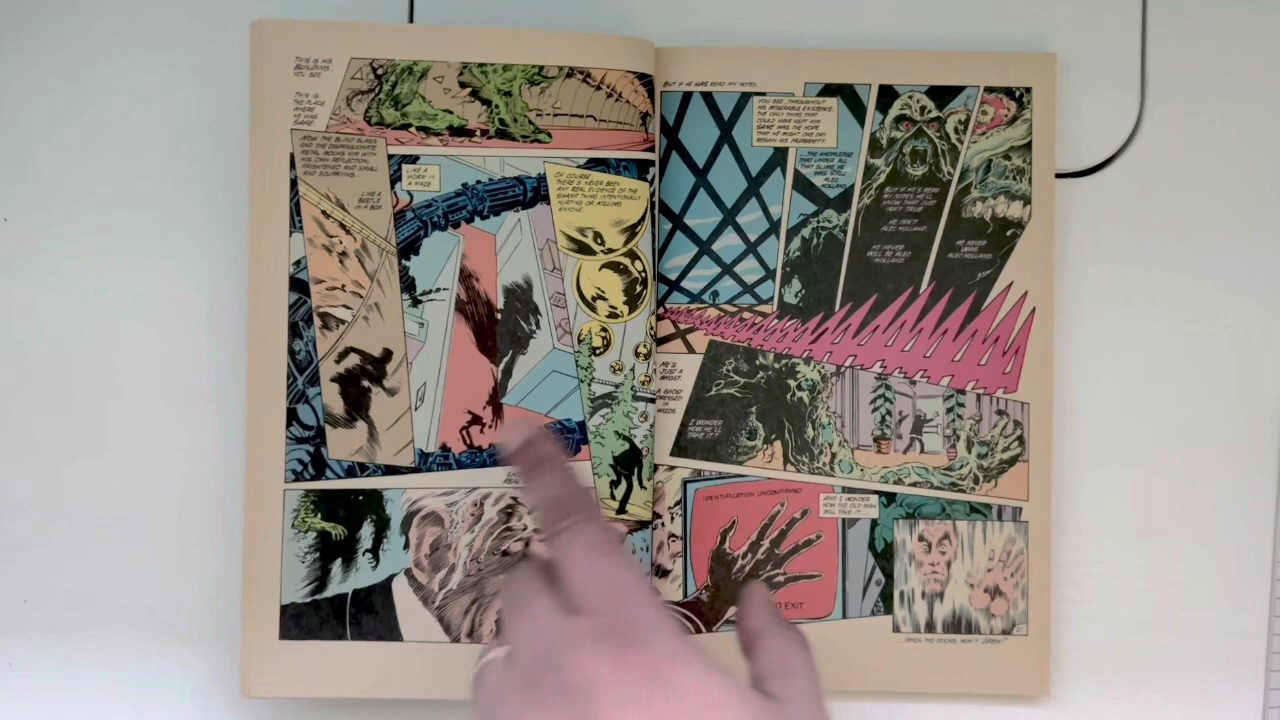 THIS IS HIS
BUILDING,
YOU SEE.
THIS IS
THE PLACE
WHERE
HE WAS
SAFE.
NOW THE BLIND GLASS
AND THE DISPASSIONATE
METAL MOCKS HIM WITH
HIS OWN REFLECTION,
FRIGHTENED AND SMALL
AND SCURRYING.
...LIKE A
BEETLE
IN A BOX.
LIKE A
WORM IN
A MAZE.
OF COURSE,
THERE'S NEVER BEEN
ANY REAL EVIDENCE OF THE
SWAMP THING INTENTIONALLY
HURTING OR KILLING
ANYONE.
BUT IF HE HAS READ MY NOTES...
YOU SEE, THROUGHOUT
HIS MISERABLE EXISTENCE,
THE ONLY THING THAT
COULD HAVE KEPT HIM
SANE WAS THE HOPE
THAT HE MIGHT ONE DAY
REGAIN HIS HUMANITY...
...THE KNOWLEDGE
THAT UNDER ALL
THAT SLIME HE
WAS STILL
ALEC
HOLLAND.
BUT IF HE'S READ
MY NOTES HE'LL
KNOW THAT JUST
ISN'T TRUE.
HE ISN'T
ALEC HOLLAND.
HE NEVER
WILL BE ALEC
HOLLAND.
HE NEVER
WAS
ALEC HOLLAND.
HE'S
JUST A
GHOST.
A GHOST
DRESSED
IN
WEEDS.
I WONDER
HOW HE'LL
TAKE IT?
IDENTIFICATION UNCONFIRMED
EXIT
AND I WONDER
HOW THE OLD MAN
WILL TAKE IT...
WHEN THE DOORS WON'T OPEN?